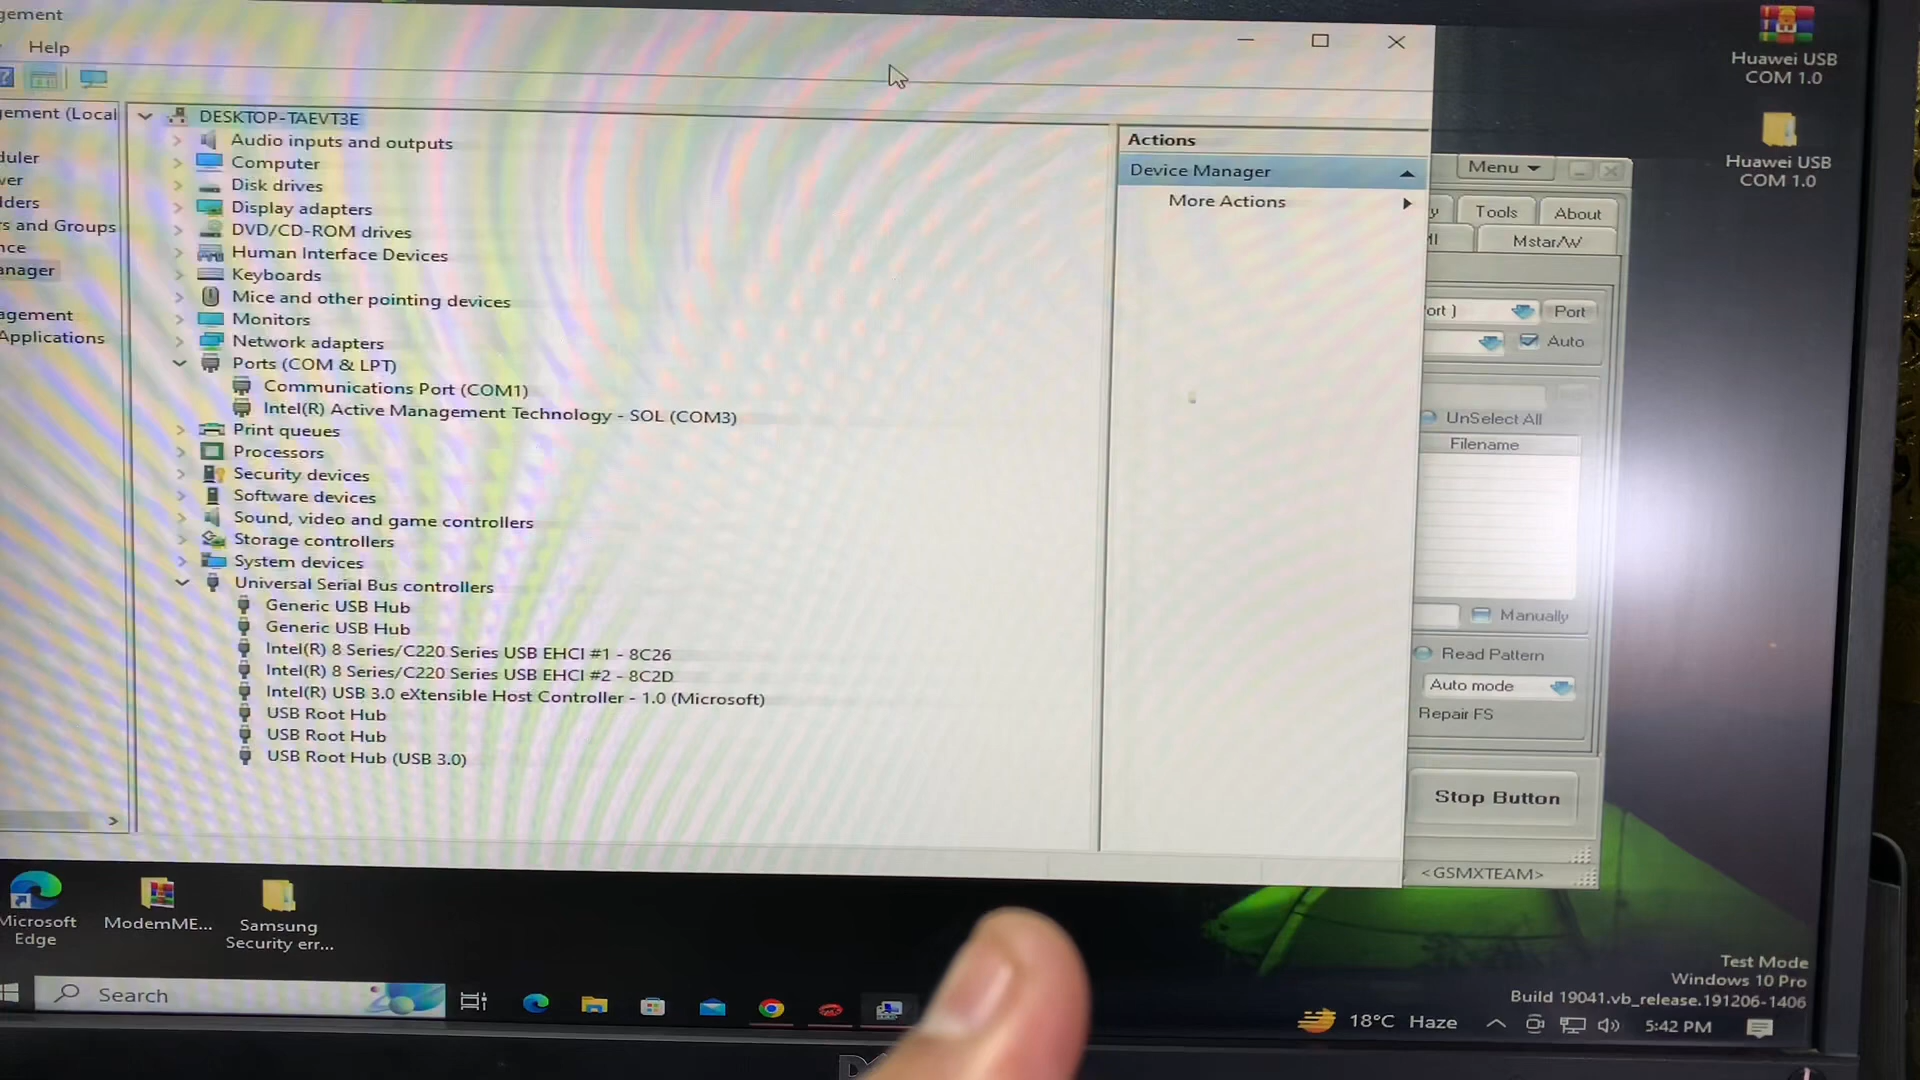 gement
Help
gement (Local
duler
wer
lders
s and Groups
nce
anager
agement
Applications
DESKTOP-TAEVT3E
Audio inputs and outputs
Computer
Disk drives
Display adapters
DVD/CD-ROM drives
Human Interface Devices
Keyboards
Mice and other pointing devices
Monitors
Network adapters
Ports (COM & LPT)
Communications Port (COM1)
Intel(R) Active Management Technology - SOL (COM3)
Print queues
Processors
Security devices
Software devices
Sound, video and game controllers
Storage controllers
System devices
Universal Serial Bus controllers
Generic USB Hub
Generic USB Hub
Intel(R) 8 Series/C220 Series USB EHCI #1 - 8C26
Intel(R) 8 Series/C220 Series USB EHCI #2 - 8C2D
Intel(R) USB 3.0 eXtensible Host Controller - 1.0 (Microsoft)
USB Root Hub
USB Root Hub
USB Root Hub (USB 3.0)
Actions
Device Manager
More Actions
Menu
y
Tools
About
Mstar/W
ort )
Port
Auto
UnSelect All
Filename
Manually
Read Pattern
Auto mode
Repair FS
Stop Button
<GSMXTEAM>
Huawei USB
COM 1.0
Huawei USB
COM 1.0
Microsoft
Edge
ModemME...
Samsung
Security err...
Test Mode
Windows 10 Pro
Build 19041.vb_release.191206-1406
Search
18°C Haze
5:42 PM